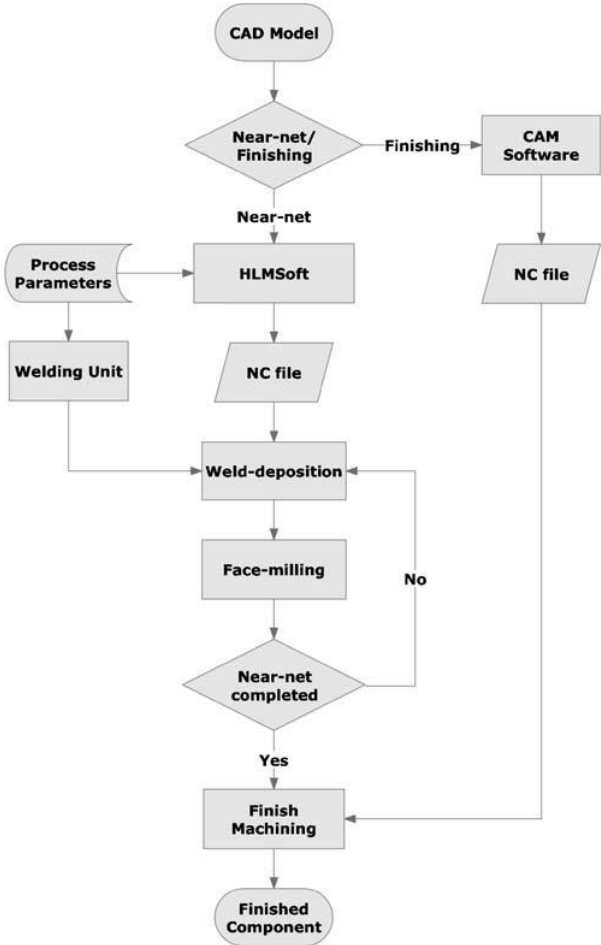 CAD Model
Near-net/
Finishing
Finishing
CAM
Software
Near-net
Process
Parameters
HLMSoft
NC file
Welding Unit
NC file
Weld-deposition
Face-milling
No
Near-net
completed
Yes
Finish
Machining
Finished
Component